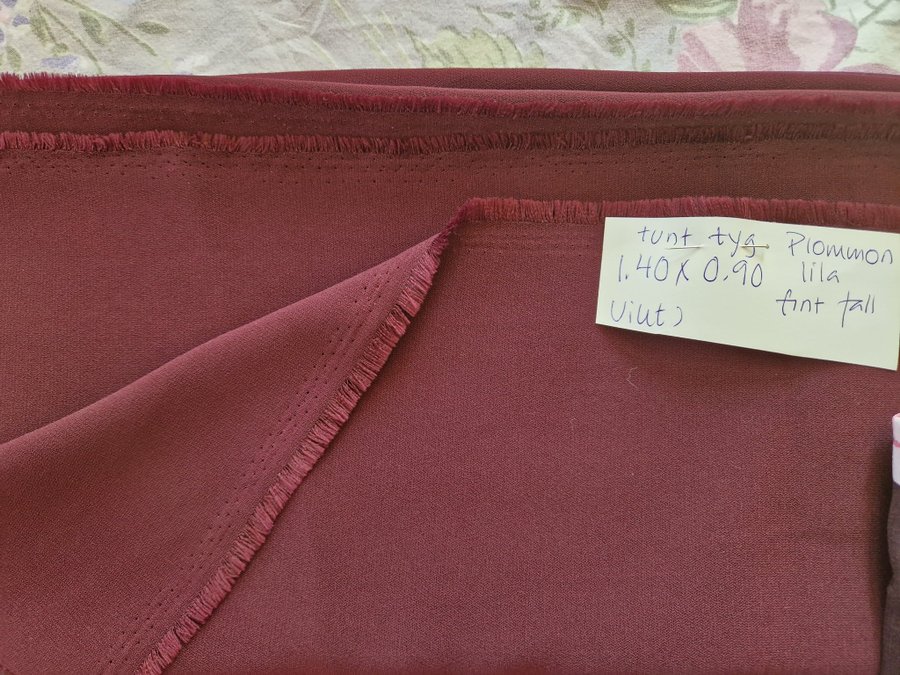 tunt tyg Plommon
1.40 X 0.90 lila
fint fall